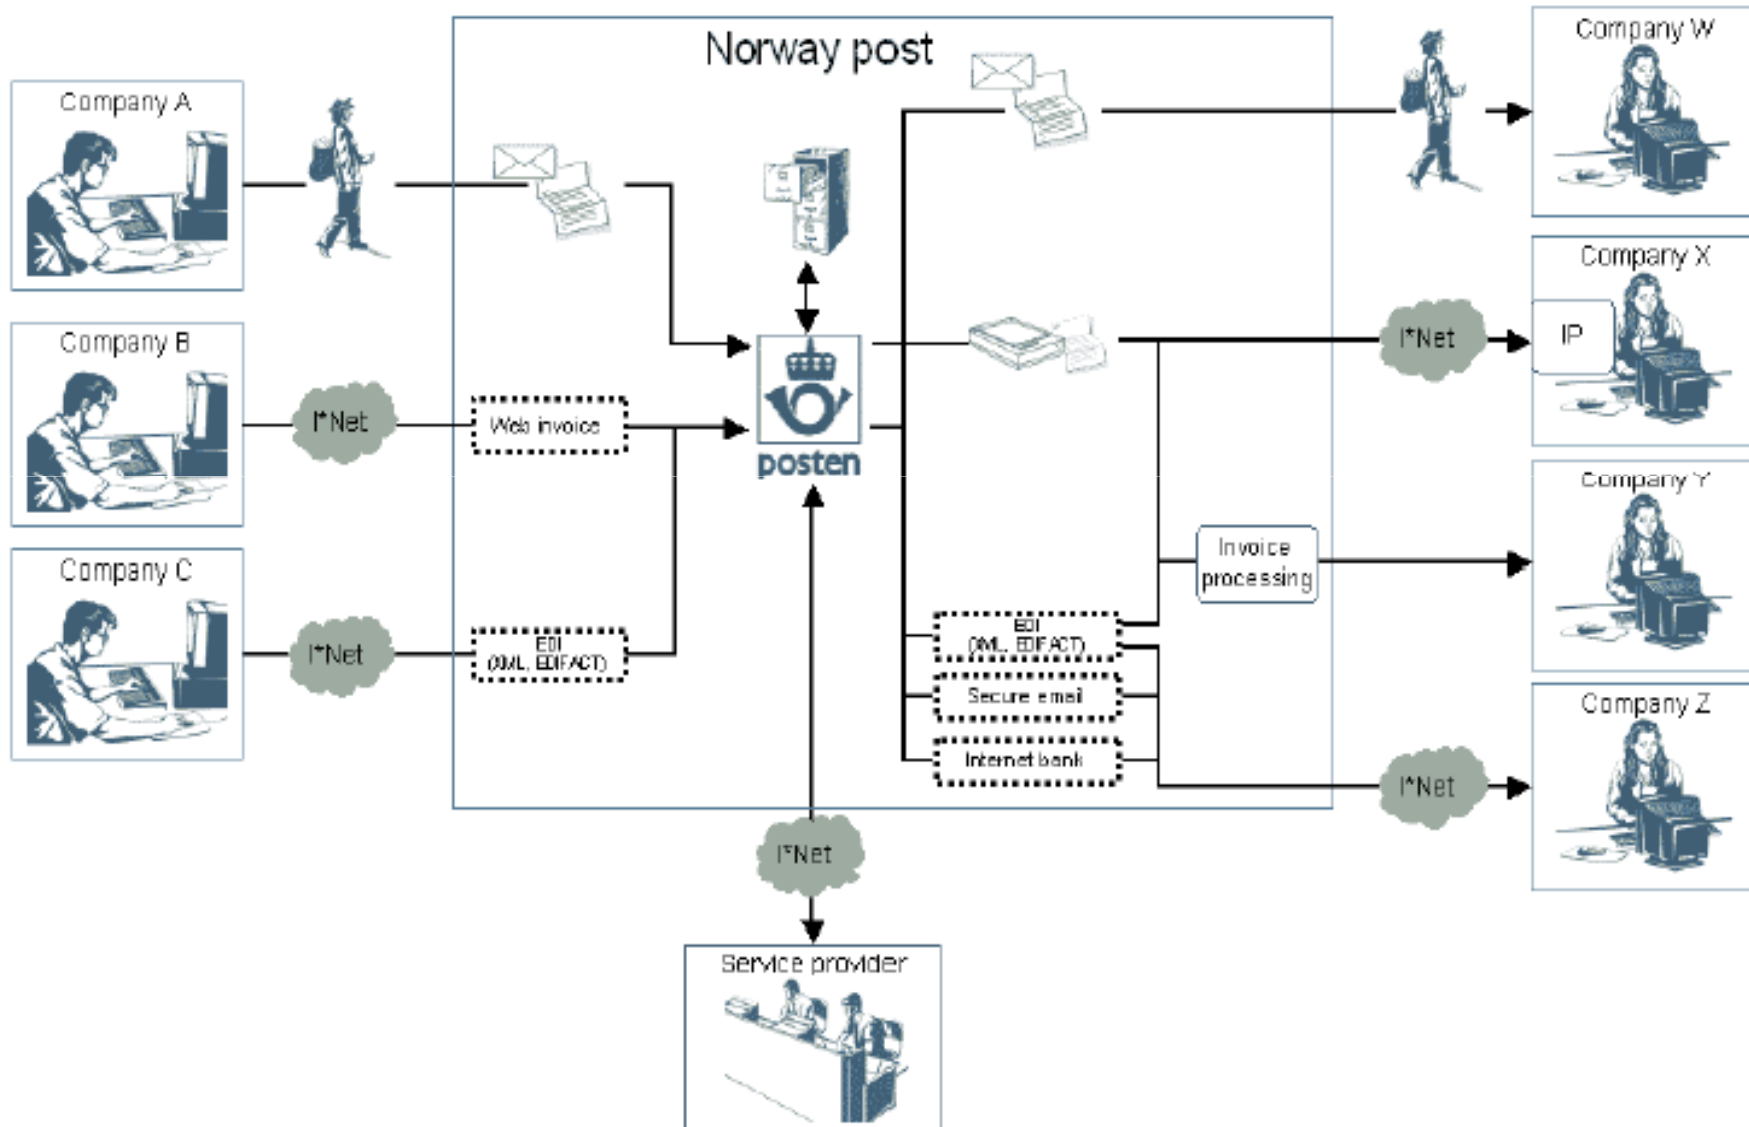 Norway post
Company A
Company B
Company C
I*Net
Web invoice
I*Net
EDI
(XML, EDIFACT)
posten
EDI
(XML, EDIFACT)
Secure email
Internet bank
Invoice
processing
I*Net
I*Net
I*Net
Company W
Company X
IP
Company Y
Company Z
Service provider